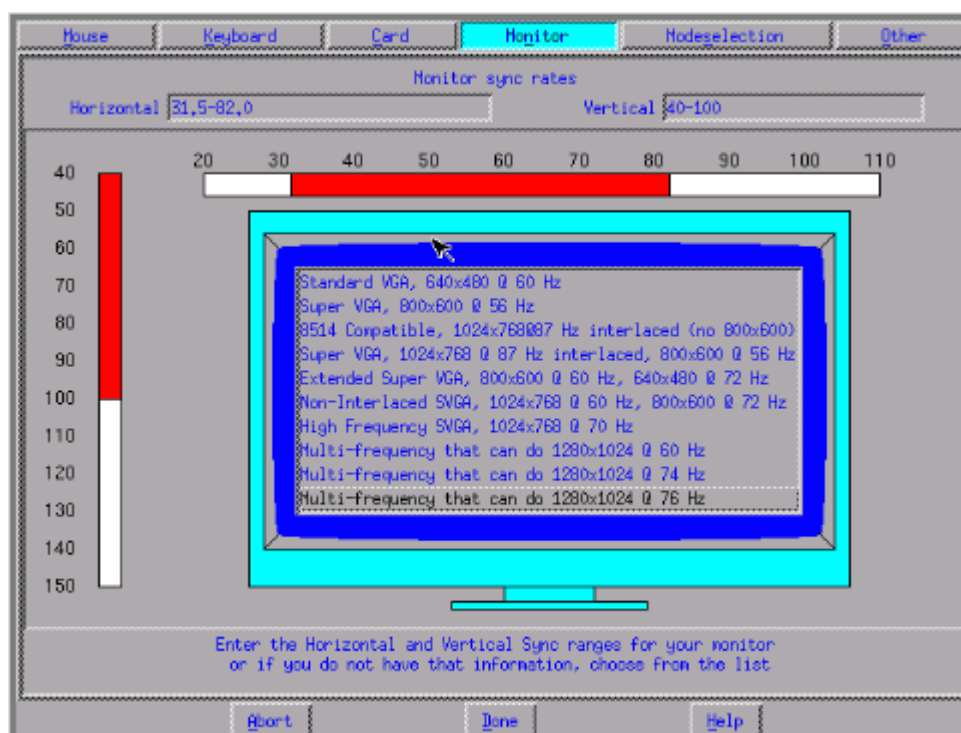 Mouse Keyboard Card Monitor Modeselection Other
Monitor sync rates
Horizontal 31.5-82.0 Vertical 40-100
20 30 40 50 60 70 80 90 100 110
40
50
60
70
80
90
100
110
120
130
140
150
Standard VGA, 640x480 @ 60 Hz
Super VGA, 800x600 @ 56 Hz
8514 Compatible, 1024x768@87 Hz interlaced (no 800x600)
Super VGA, 1024x768 @ 87 Hz interlaced, 800x600 @ 56 Hz
Extended Super VGA, 800x600 @ 60 Hz, 640x480 @ 72 Hz
Non-Interlaced SVGA, 1024x768 @ 60 Hz, 800x600 @ 72 Hz
High Frequency SVGA, 1024x768 @ 70 Hz
Multi-frequency that can do 1280x1024 @ 60 Hz
Multi-frequency that can do 1280x1024 @ 74 Hz
Multi-frequency that can do 1280x1024 @ 76 Hz
Enter the Horizontal and Vertical Sync ranges for your monitor
or if you do not have that information, choose from the list
Abort Done Help